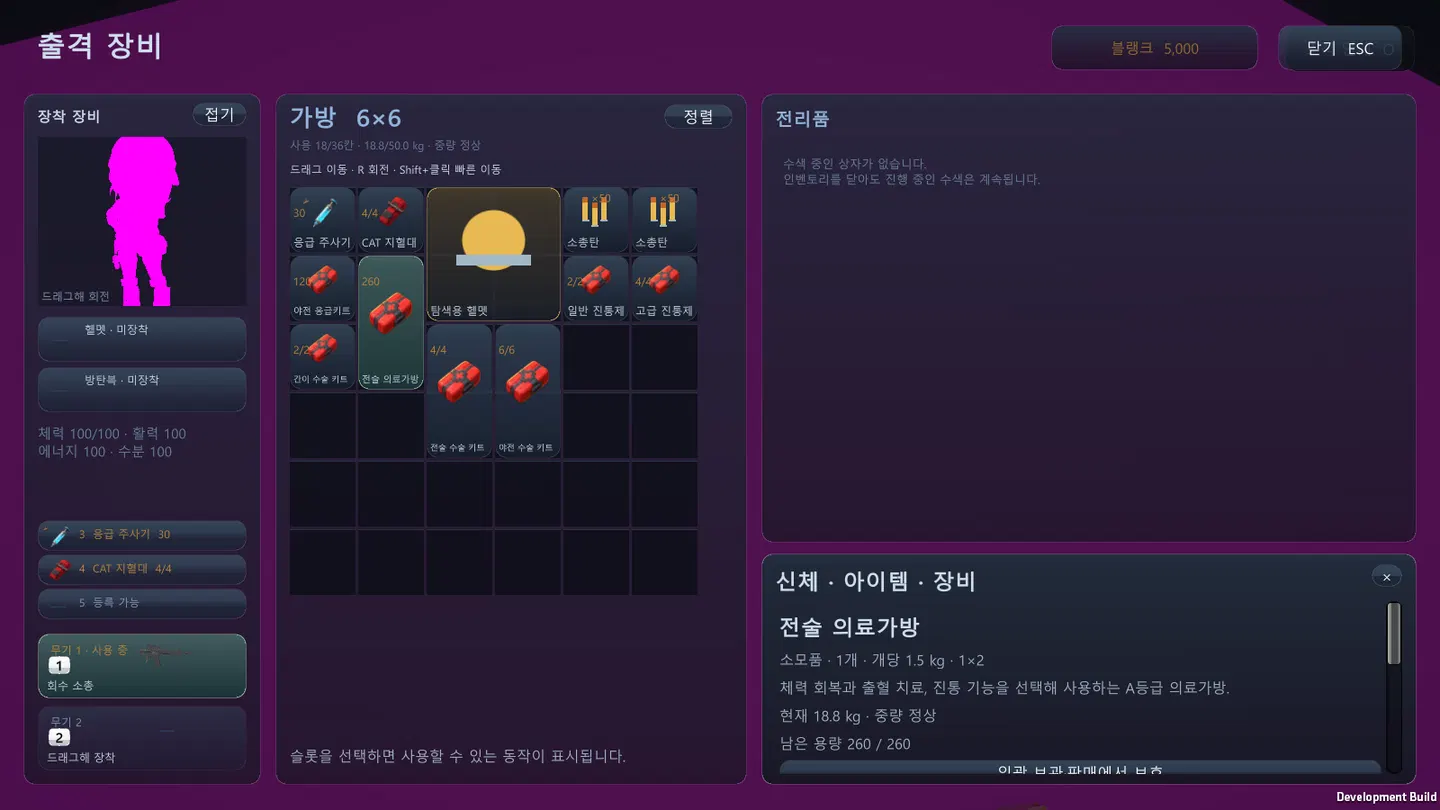 출격 장비
블랭크 5,000
닫기 ESC
장착 장비
접기
드래그해 회전
헬멧 · 미장착
방탄복 · 미장착
체력 100/100 · 활력 100
에너지 100 · 수분 100
3 응급 주사기 30
4 CAT 지혈대 4/4
5 등록 가능
무기 1 · 사용 중
1
회수 소총
무기 2
2
드래그해 장착
가방 6×6
정렬
사용 18/36칸 · 18.8/50.0 kg · 중량 정상
드래그 이동 · R 회전 · Shift+클릭 빠른 이동
30
응급 주사기
4/4
CAT 지혈대
탐색용 헬멧
×50
소총탄
×50
소총탄
120
야전 응급키트
260
전술 의료가방
2/2
일반 진통제
4/4
고급 진통제
2/2
간이 수술 키트
4/4
전술 수술 키트
6/6
야전 수술 키트
슬롯을 선택하면 사용할 수 있는 동작이 표시됩니다.
전리품
수색 중인 상자가 없습니다.
인벤토리를 닫아도 진행 중인 수색은 계속됩니다.
신체 · 아이템 · 장비
×
전술 의료가방
소모품 · 1개 · 개당 1.5 kg · 1×2
체력 회복과 출혈 치료, 진통 기능을 선택해 사용하는 A등급 의료가방.
현재 18.8 kg · 중량 정상
남은 용량 260 / 260
일괄 보관·판매에서 보호
Development Build